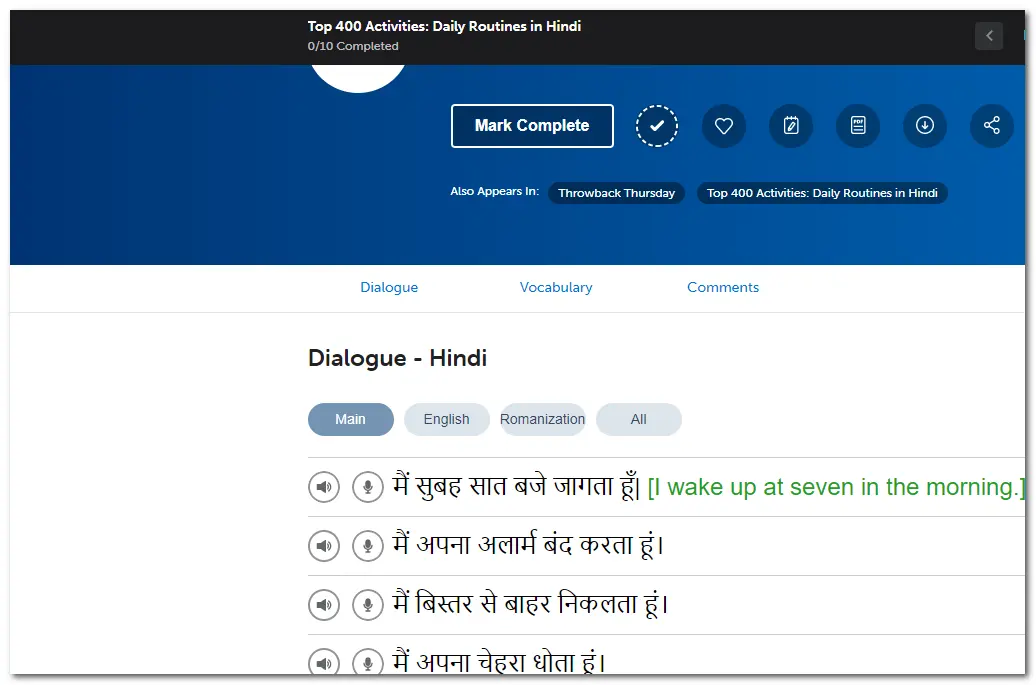 Top 400 Activities: Daily Routines in Hindi
0/10 Completed
Mark Complete
PDF
Also Appears In: Throwback Thursday Top 400 Activities: Daily Routines in Hindi
Dialogue Vocabulary Comments
Dialogue - Hindi
Main English Romanization All
मैं सुबह सात बजे जागता हूँ| [I wake up at seven in the morning.]
मैं अपना अलार्म बंद करता हूं।
मैं बिस्तर से बाहर निकलता हूं।
मैं अपना चेहरा धोता हूं।